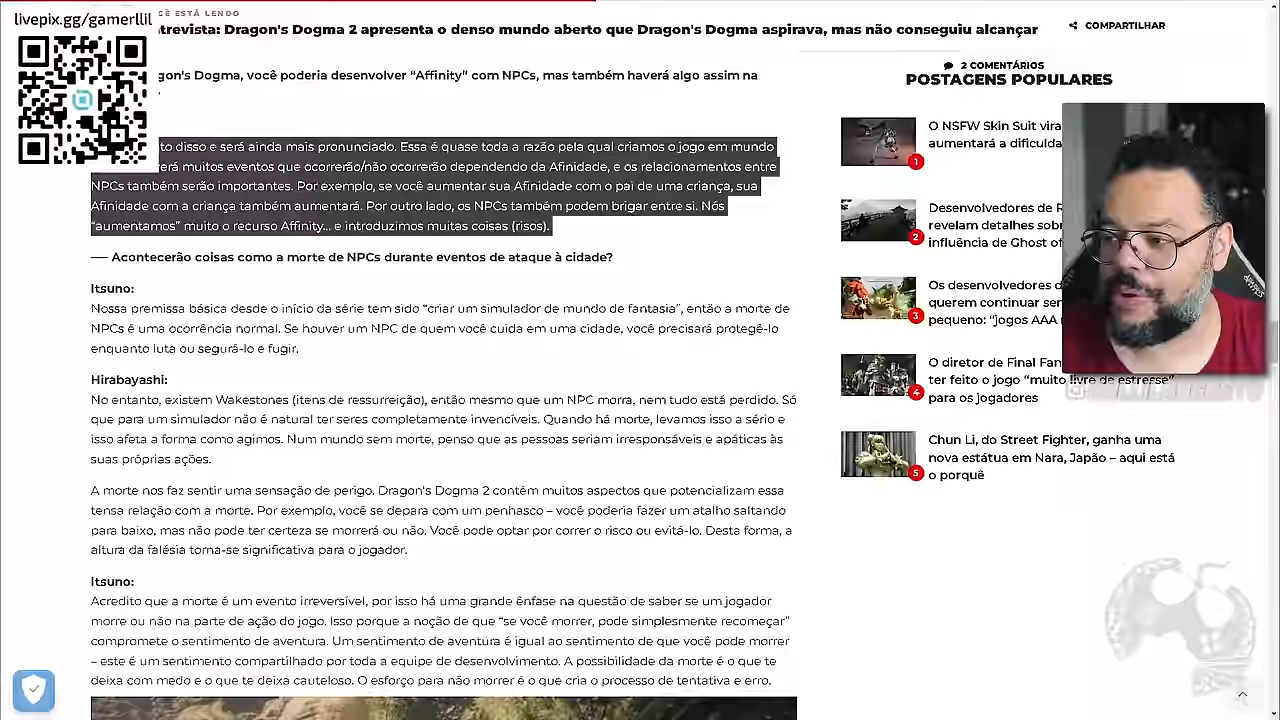 livepix.gg/gamerllil
CÊ ESTÁ LENDO
trevista: Dragon's Dogma 2 apresenta o denso mundo aberto que Dragon's Dogma aspirava, mas não conseguiu alcançar
COMPARTILHAR
gon's Dogma, você poderia desenvolver “Affinity” com NPCs, mas também haverá algo assim na
to disso e será ainda mais pronunciado. Essa é quase toda a razão pela qual criamos o jogo em mundo
erá muitos eventos que ocorrerão/não ocorrerão dependendo da Afinidade, e os relacionamentos entre
NPCs também serão importantes. Por exemplo, se você aumentar sua Afinidade com o pai de uma criança, sua
Afinidade com a criança também aumentará. Por outro lado, os NPCs também podem brigar entre si. Nós
“aumentamos” muito o recurso Affinity... e introduzimos muitas coisas (risos).
—– Acontecerão coisas como a morte de NPCs durante eventos de ataque à cidade?
Itsuno:
Nossa premissa básica desde o início da série tem sido “criar um simulador de mundo de fantasia”, então a morte de
NPCs é uma ocorrência normal. Se houver um NPC de quem você cuida em uma cidade, você precisará protegê-lo
enquanto luta ou segurá-lo e fugir.
Hirabayashi:
No entanto, existem Wakestones (itens de ressurreição), então mesmo que um NPC morra, nem tudo está perdido. Só
que para um simulador não é natural ter seres completamente invencíveis. Quando há morte, levamos isso a sério e
isso afeta a forma como agimos. Num mundo sem morte, penso que as pessoas seriam irresponsáveis e apáticas às
suas próprias ações.
A morte nos faz sentir uma sensação de perigo. Dragon's Dogma 2 contém muitos aspectos que potencializam essa
tensa relação com a morte. Por exemplo, você se depara com um penhasco – você poderia fazer um atalho saltando
para baixo, mas não pode ter certeza se morrerá ou não. Você pode optar por correr o risco ou evitá-lo. Desta forma, a
altura da falésia torna-se significativa para o jogador.
Itsuno:
Acredito que a morte é um evento irreversível, por isso há uma grande ênfase na questão de saber se um jogador
morre ou não na parte de ação do jogo. Isso porque a noção de que “se você morrer, pode simplesmente recomeçar”
compromete o sentimento de aventura. Um sentimento de aventura é igual ao sentimento de que você pode morrer
– este é um sentimento compartilhado por toda a equipe de desenvolvimento. A possibilidade da morte é o que te
deixa com medo e o que te deixa cauteloso. O esforço para não morrer é o que cria o processo de tentativa e erro.
2 COMENTÁRIOS
POSTAGENS POPULARES
O NSFW Skin Suit vira
aumentará a dificulda
1
Desenvolvedores de R
revelam detalhes sob
influência de Ghost of
2
Os desenvolvedores d
querem continuar ser
pequeno: “jogos AAA
3
O diretor de Final Fan
ter feito o jogo “muito livre de estresse”
para os jogadores
4
Chun Li, do Street Fighter, ganha uma
nova estátua em Nara, Japão – aqui está
o porquê
5